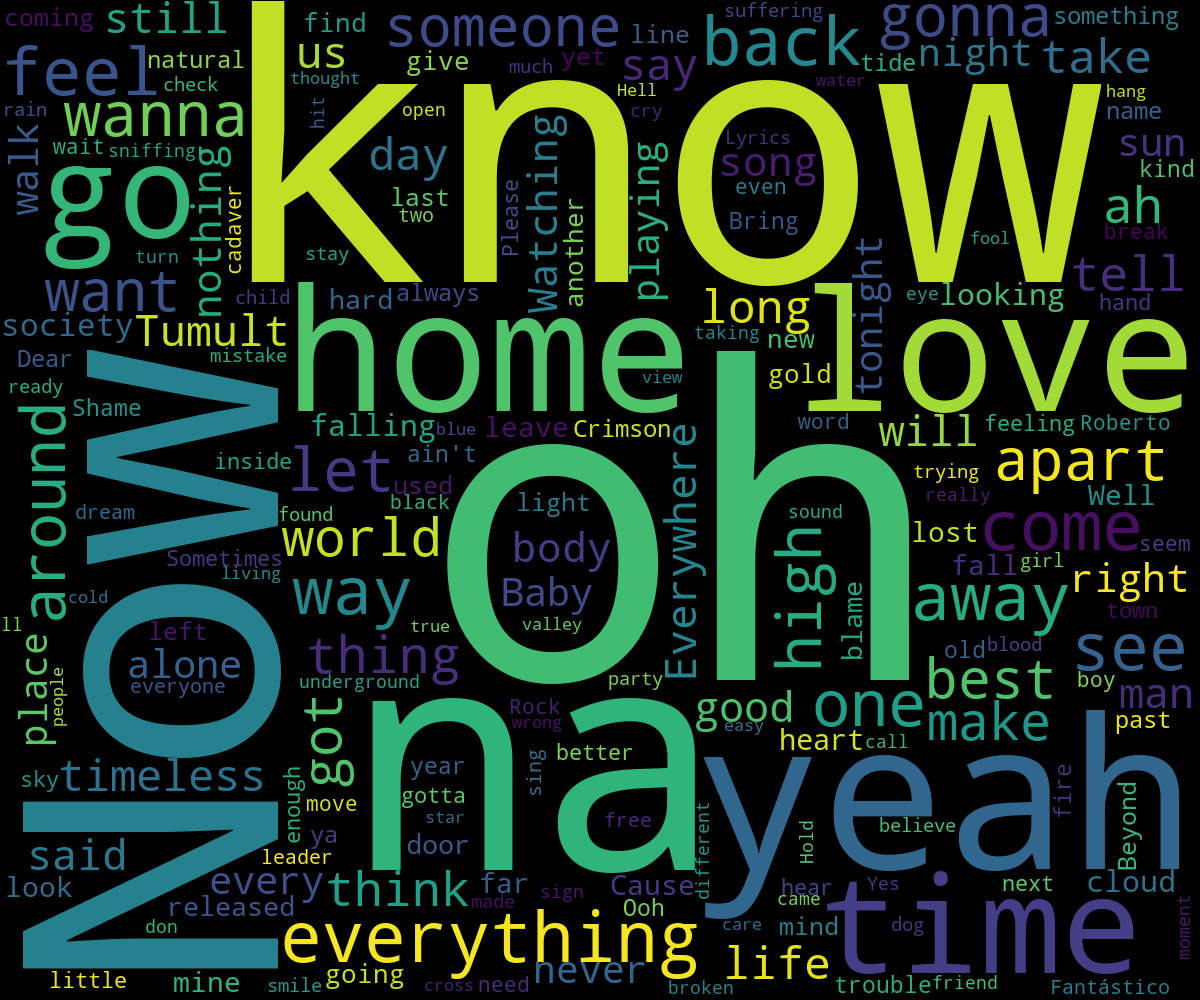 coming still find us someone line suffering back gonna something
feel natural check thought give much yet say tide night take
rain wanna hit open Hell cry water hang name
walk wait sniffing know day Lyrics song sun kind
go nothing cadaver last two Please Watching another playing even Bring ah break
turn stay fool tell
want child hard always long tonight eye looking hand
society Tumult home taking new love
Dear mistake view gold
ready Shame falling blue leave Crimson word will feeling Roberto
around inside let used ain't Everywhere trying apart
dream found black light sound really Well
Now Sometimes world body high lost come seem
cold living way oh Baby blame fall girl right
ll left true valley away town
place alone thing old blood see
people everyone underground party best boy man
got Rock wrong good one make past
sky timeless year better easy heart call
enough move gotta sing na yeah fire Beyond
said ya star free different Hold believe
leader door
look every think far Cause hear Yes next cloud
released made sign Ooh came time moment
don everything care mind dog
little mine going never life
smile cross need broken trouble friend Fantástico